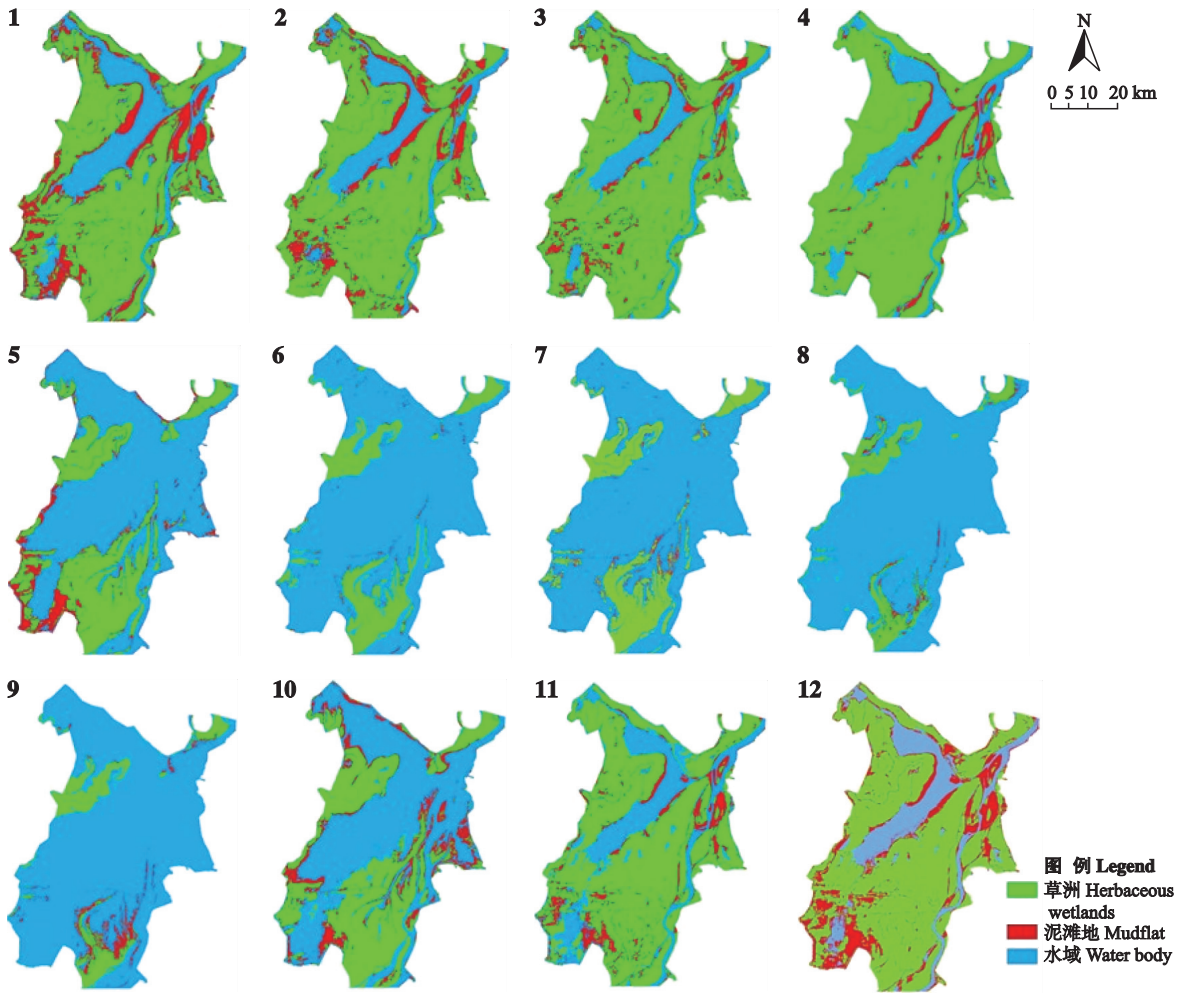 1
2
3
4
N
0 5 10 20 km
5
6
7
8
9
10
11
12
图 例 Legend
草洲 Herbaceous
wetlands
泥滩地 Mudflat
水域 Water body